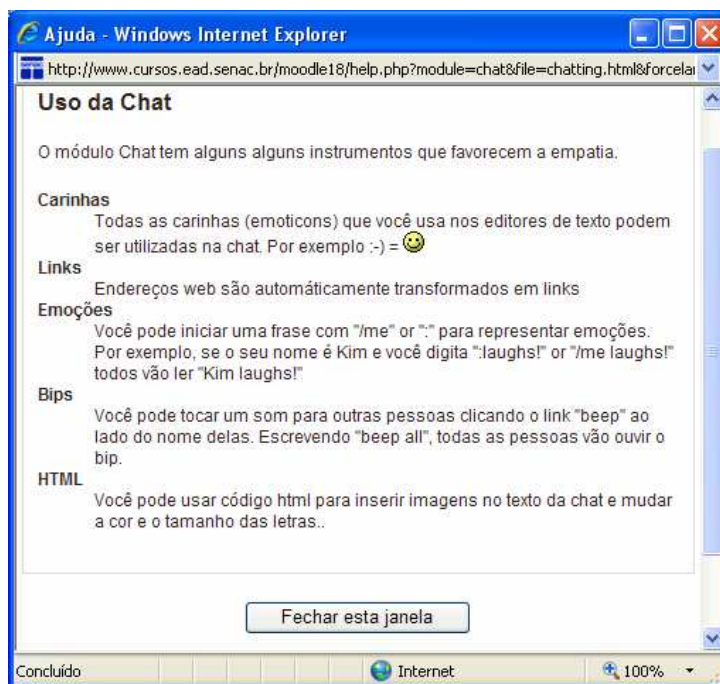 Ajuda - Windows Internet Explorer
http://www.cursos.ead.senac.br/moodle18/help.php?module=chat&file=chatting.html&forcelar
Uso da Chat
O módulo Chat tem alguns alguns instrumentos que favorecem a empatia.
Carinhas
Todas as carinhas (emoticons) que você usa nos editores de texto podem
ser utilizadas na chat. Por exemplo :-) =
Links
Endereços web são automáticamente transformados em links
Emoções
Você pode iniciar uma frase com "/me" or ":" para representar emoções.
Por exemplo, se o seu nome é Kim e você digita ":laughs!" or "/me laughs!"
todos vão ler "Kim laughs!"
Bips
Você pode tocar um som para outras pessoas clicando o link "beep" ao
lado do nome delas. Escrevendo "beep all", todas as pessoas vão ouvir o
bip.
HTML
Você pode usar código html para inserir imagens no texto da chat e mudar
a cor e o tamanho das letras..
Fechar esta janela
Concluído Internet 100%